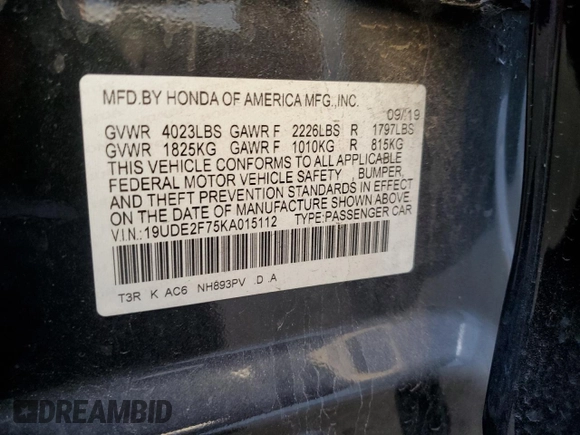 MFD.BY HONDA OF AMERICA MFG.,INC.
09/19
GVWR 4023LBS GAWR F 2226LBS R 1797LBS
GVWR 1825KG GAWR F 1010KG R 815KG
THIS VEHICLE CONFORMS TO ALL APPLICABLE
FEDERAL MOTOR VEHICLE SAFETY , BUMPER,
AND THEFT PREVENTION STANDARDS IN EFFECT
ON THE DATE OF MANUFACTURE SHOWN ABOVE.
V.I.N.:19UDE2F75KA015112 TYPE:PASSENGER CAR
T3R K AC6 NH893PV .D .A
DREAMBID